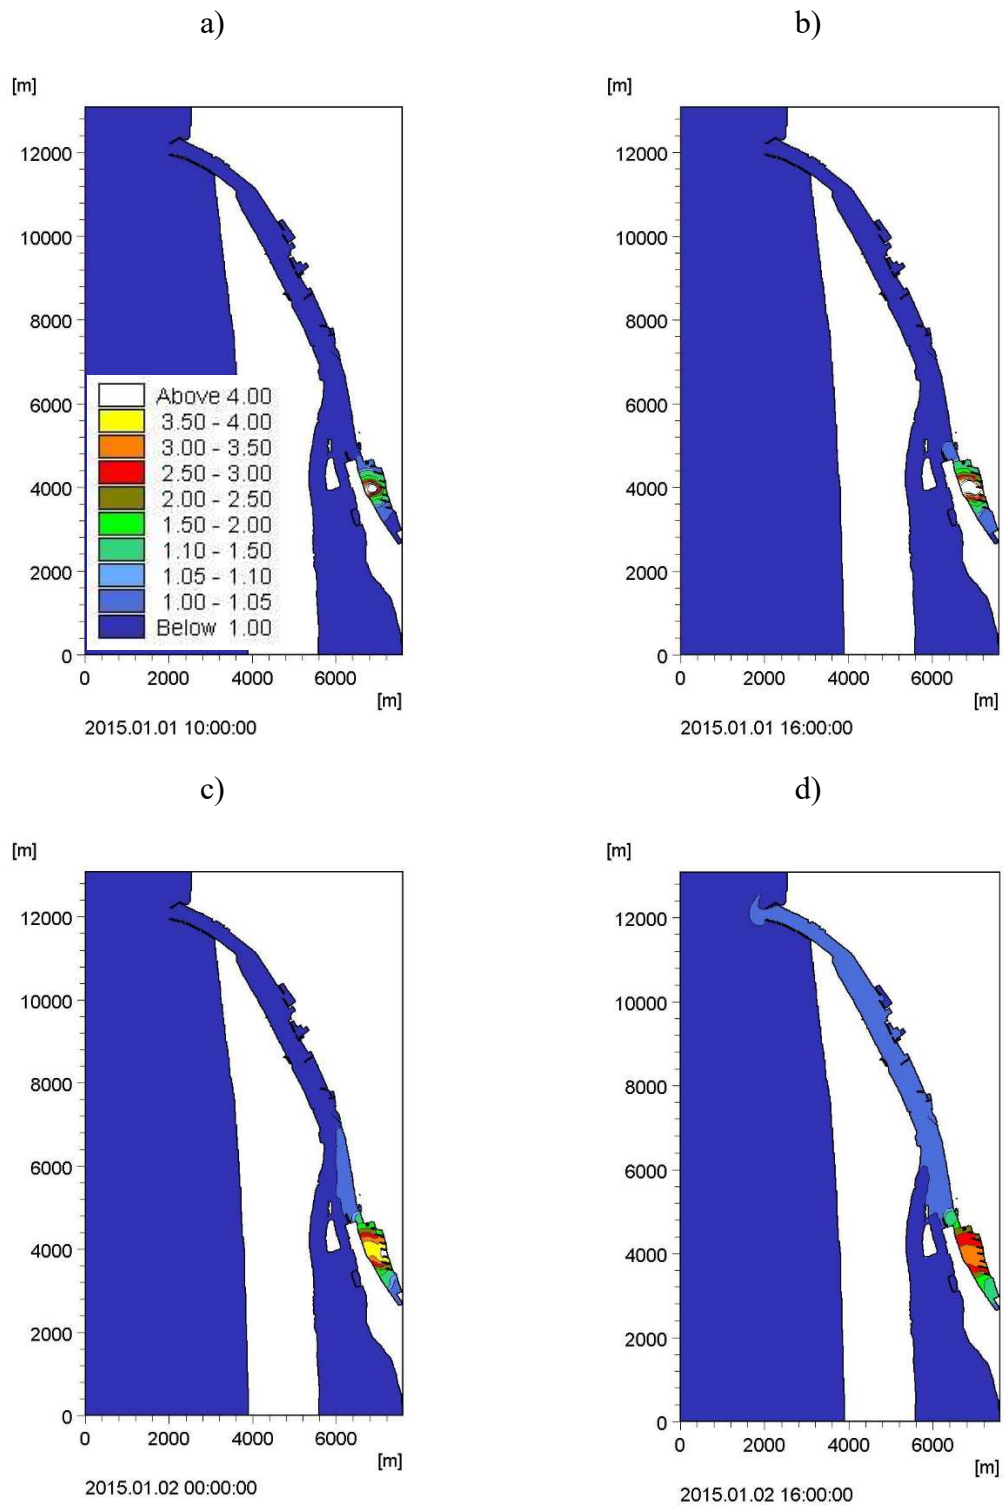 a)
b)
[m]
[m]
12000
10000
8000
6000
4000
2000
0
Above 4.00
3.50 - 4.00
3.00 - 3.50
2.50 - 3.00
2.00 - 2.50
1.50 - 2.00
1.10 - 1.50
1.05 - 1.10
1.00 - 1.05
Below 1.00
0 2000 4000 6000
[m]
2015.01.01 10:00:00
12000
10000
8000
6000
4000
2000
0
0 2000 4000 6000
[m]
2015.01.01 16:00:00
c)
d)
[m]
[m]
12000
10000
8000
6000
4000
2000
0
0 2000 4000 6000
[m]
2015.01.02 00:00:00
12000
10000
8000
6000
4000
2000
0
0 2000 4000 6000
[m]
2015.01.02 16:00:00